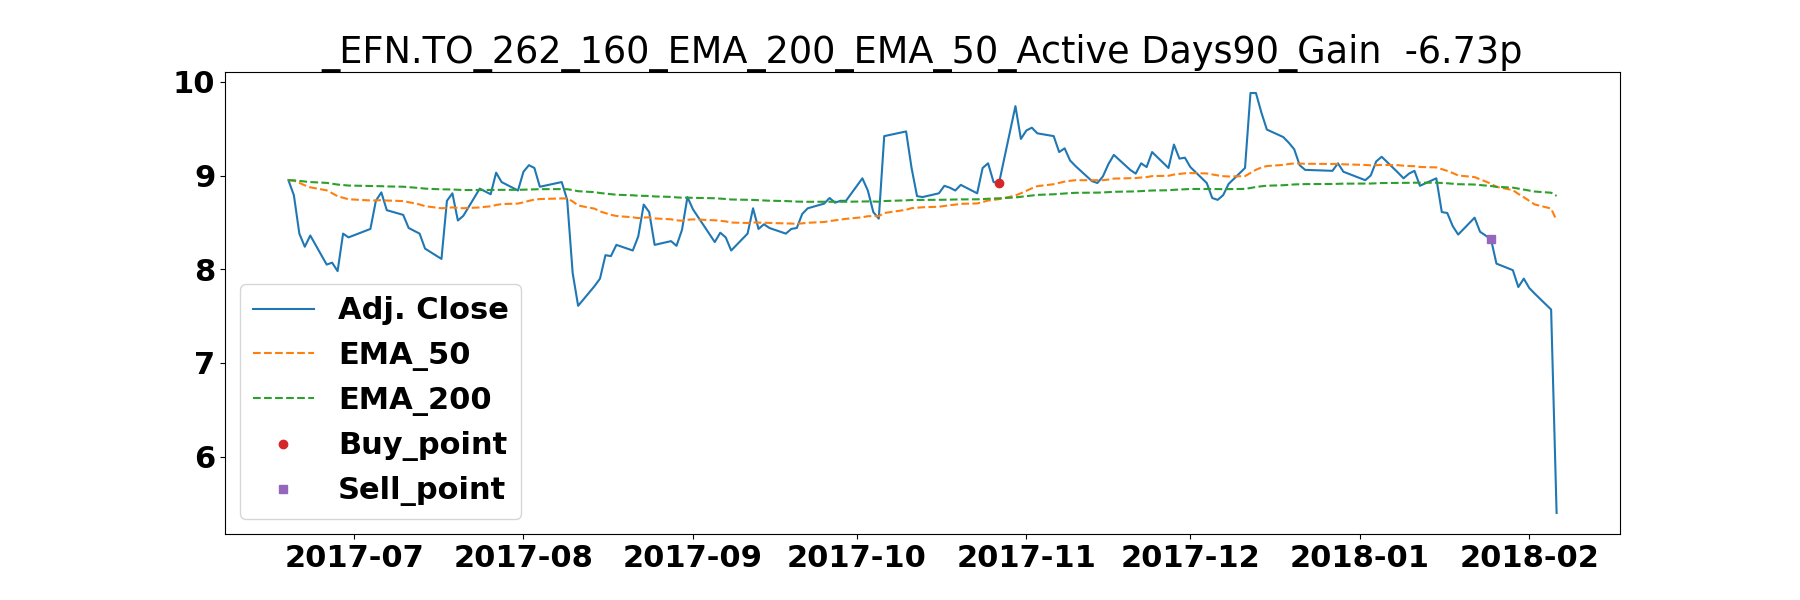 _EFN.TO_262_160_EMA_200_EMA_50_Active Days90_Gain  -6.73p
10
9
8
7
6
Adj. Close
EMA_50
EMA_200
Buy_point
Sell_point
2017-07 2017-08 2017-09 2017-10 2017-11 2017-12 2018-01 2018-02